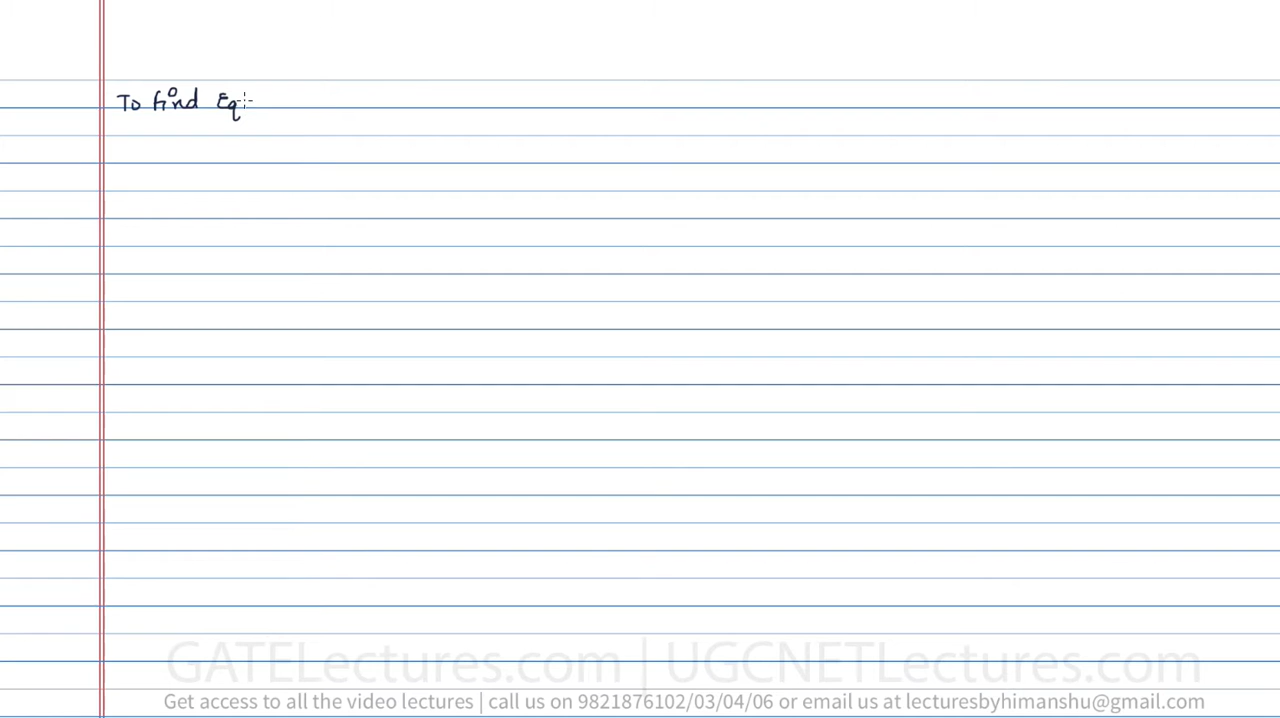 To find Eq
GATELectures.com | UGCNETLectures.com
Get access to all the video lectures | call us on 9821876102/03/04/06 or email us at lecturesbyhimanshu@gmail.com